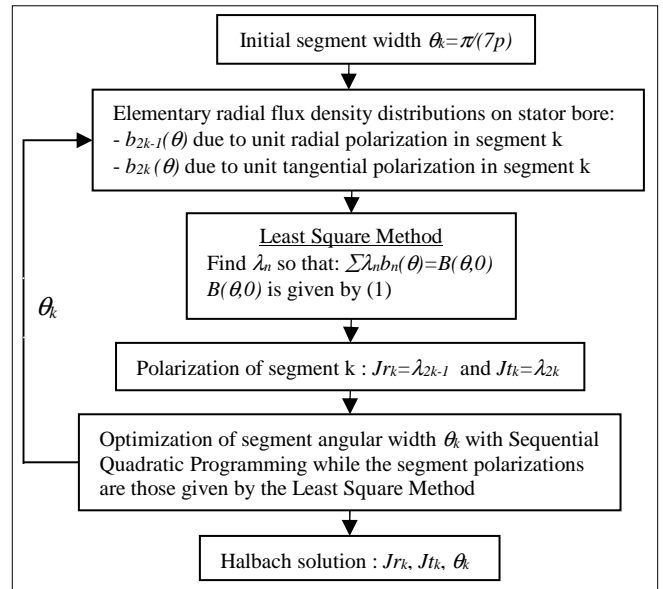 Initial segment width θk=π/(7p)
Elementary radial flux density distributions on stator bore:
- b2k-1(θ) due to unit radial polarization in segment k
- b2k(θ) due to unit tangential polarization in segment k
Least Square Method
Find λn so that: Σλnbn(θ)=B(θ,0)
B(θ,0) is given by (1)
θk
Polarization of segment k : Jrk=λ2k-1 and Jtk=λ2k
Optimization of segment angular width θk with Sequential
Quadratic Programming while the segment polarizations
are those given by the Least Square Method
Halbach solution : Jrk, Jtk, θk